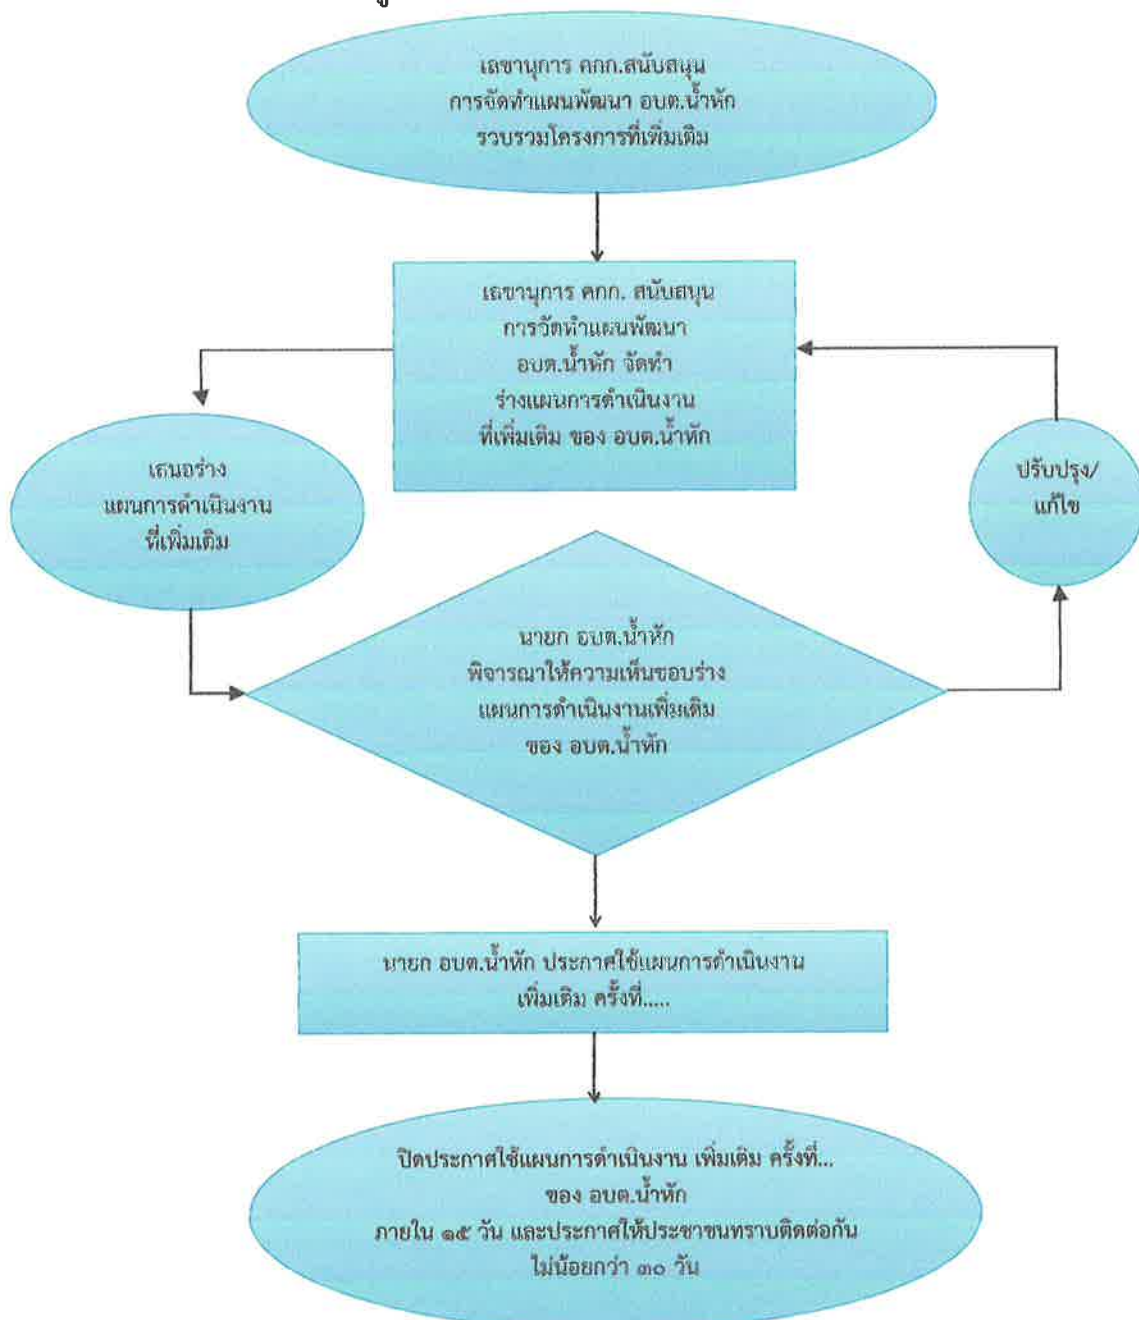 เลขานุการ คกก.สนับสนุน
การจัดทำแผนพัฒนา อบต.น้ำหัก
รวบรวมโครงการที่เพิ่มเติม
เลขานุการ คกก. สนับสนุน
การจัดทำแผนพัฒนา
อบต.น้ำหัก จัดทำ
ร่างแผนการดำเนินงาน
ที่เพิ่มเติม ของ อบต.น้ำหัก
เสนอร่าง
แผนการดำเนินงาน
ที่เพิ่มเติม
ปรับปรุง/
แก้ไข
นายก อบต.น้ำหัก
พิจารณาให้ความเห็นชอบร่าง
แผนการดำเนินงานเพิ่มเติม
ของ อบต.น้ำหัก
นายก อบต.น้ำหัก ประกาศใช้แผนการดำเนินงาน
เพิ่มเติม ครั้งที่.....
ปิดประกาศใช้แผนการดำเนินงาน เพิ่มเติม ครั้งที่...
ของ อบต.น้ำหัก
ภายใน ๑๕ วัน และประกาศให้ประชาชนทราบติดต่อกัน
ไม่น้อยกว่า ๓๐ วัน